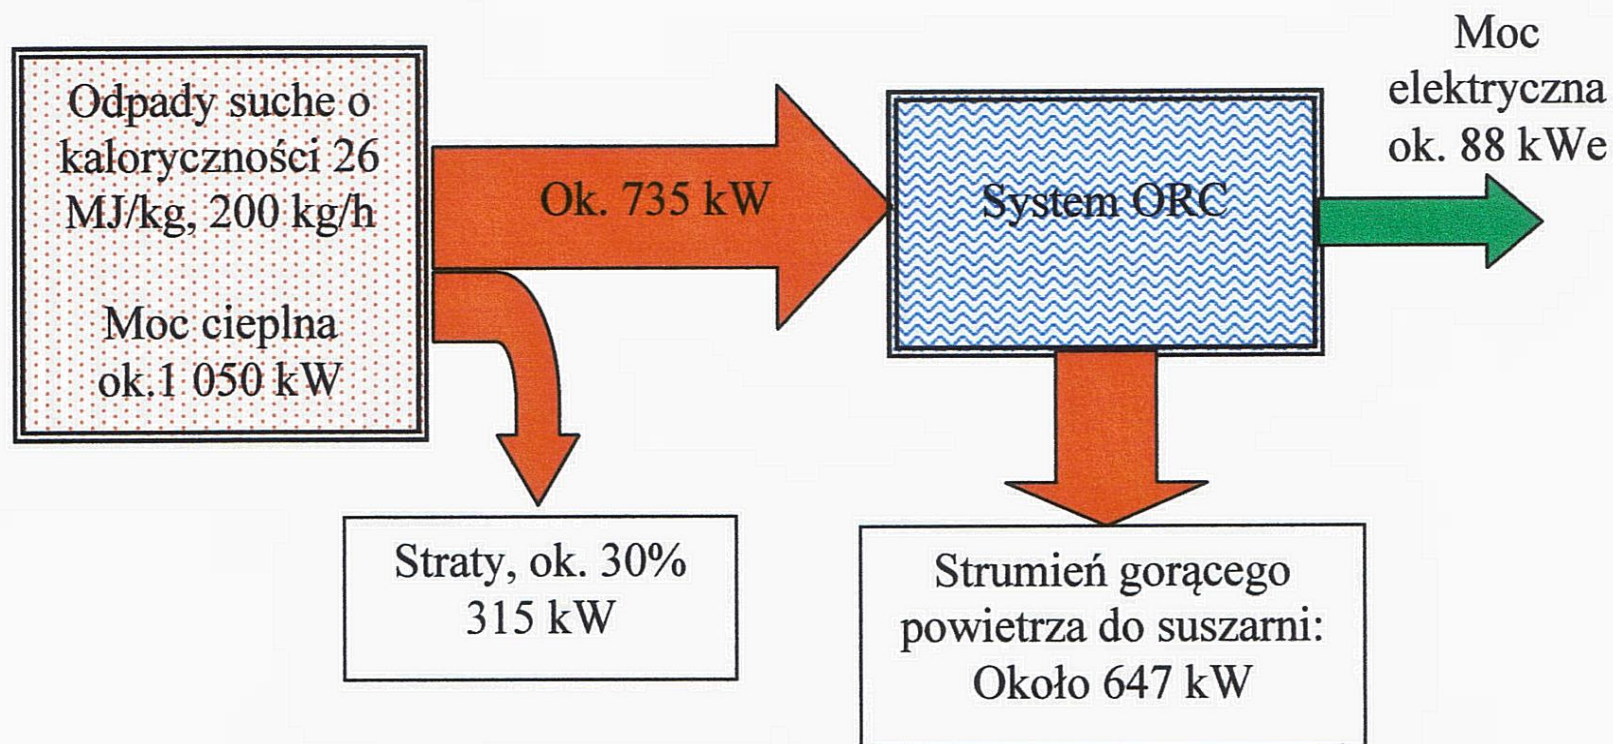 Odpady suche o
kaloryczności 26
MJ/kg, 200 kg/h
Moc cieplna
ok.1 050 kW
Ok. 735 kW
System ORC
Moc
elektryczna
ok. 88 kWe
Straty, ok. 30%
315 kW
Strumień gorącego
powietrza do suszarni:
Około 647 kW